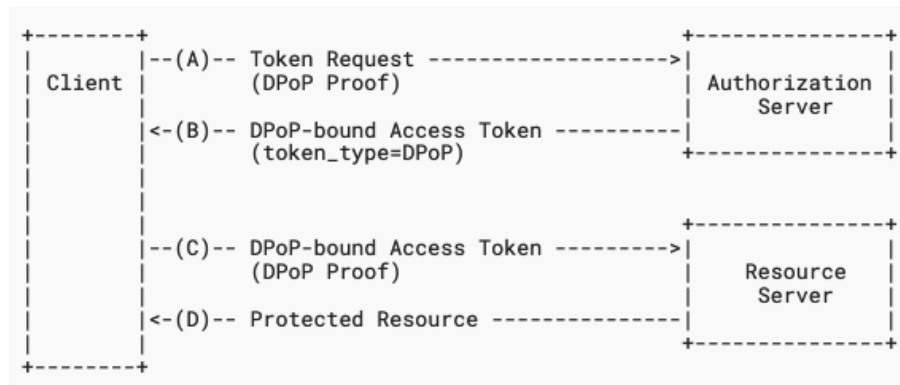 +--------+                                          +---------------+
|        |--(A)-- Token Request ------------------->|               |
| Client |        (DPoP Proof)                      | Authorization |
|        |                                          |     Server    |
|        |<-(B)-- DPoP-bound Access Token ----------|               |
|        |        (token_type=DPoP)                 +---------------+
|        |
|        |
|        |                                          +---------------+
|        |--(C)-- DPoP-bound Access Token --------->|               |
|        |        (DPoP Proof)                      |    Resource   |
|        |                                          |     Server    |
|        |<-(D)-- Protected Resource ---------------|               |
|        |                                          +---------------+
+--------+